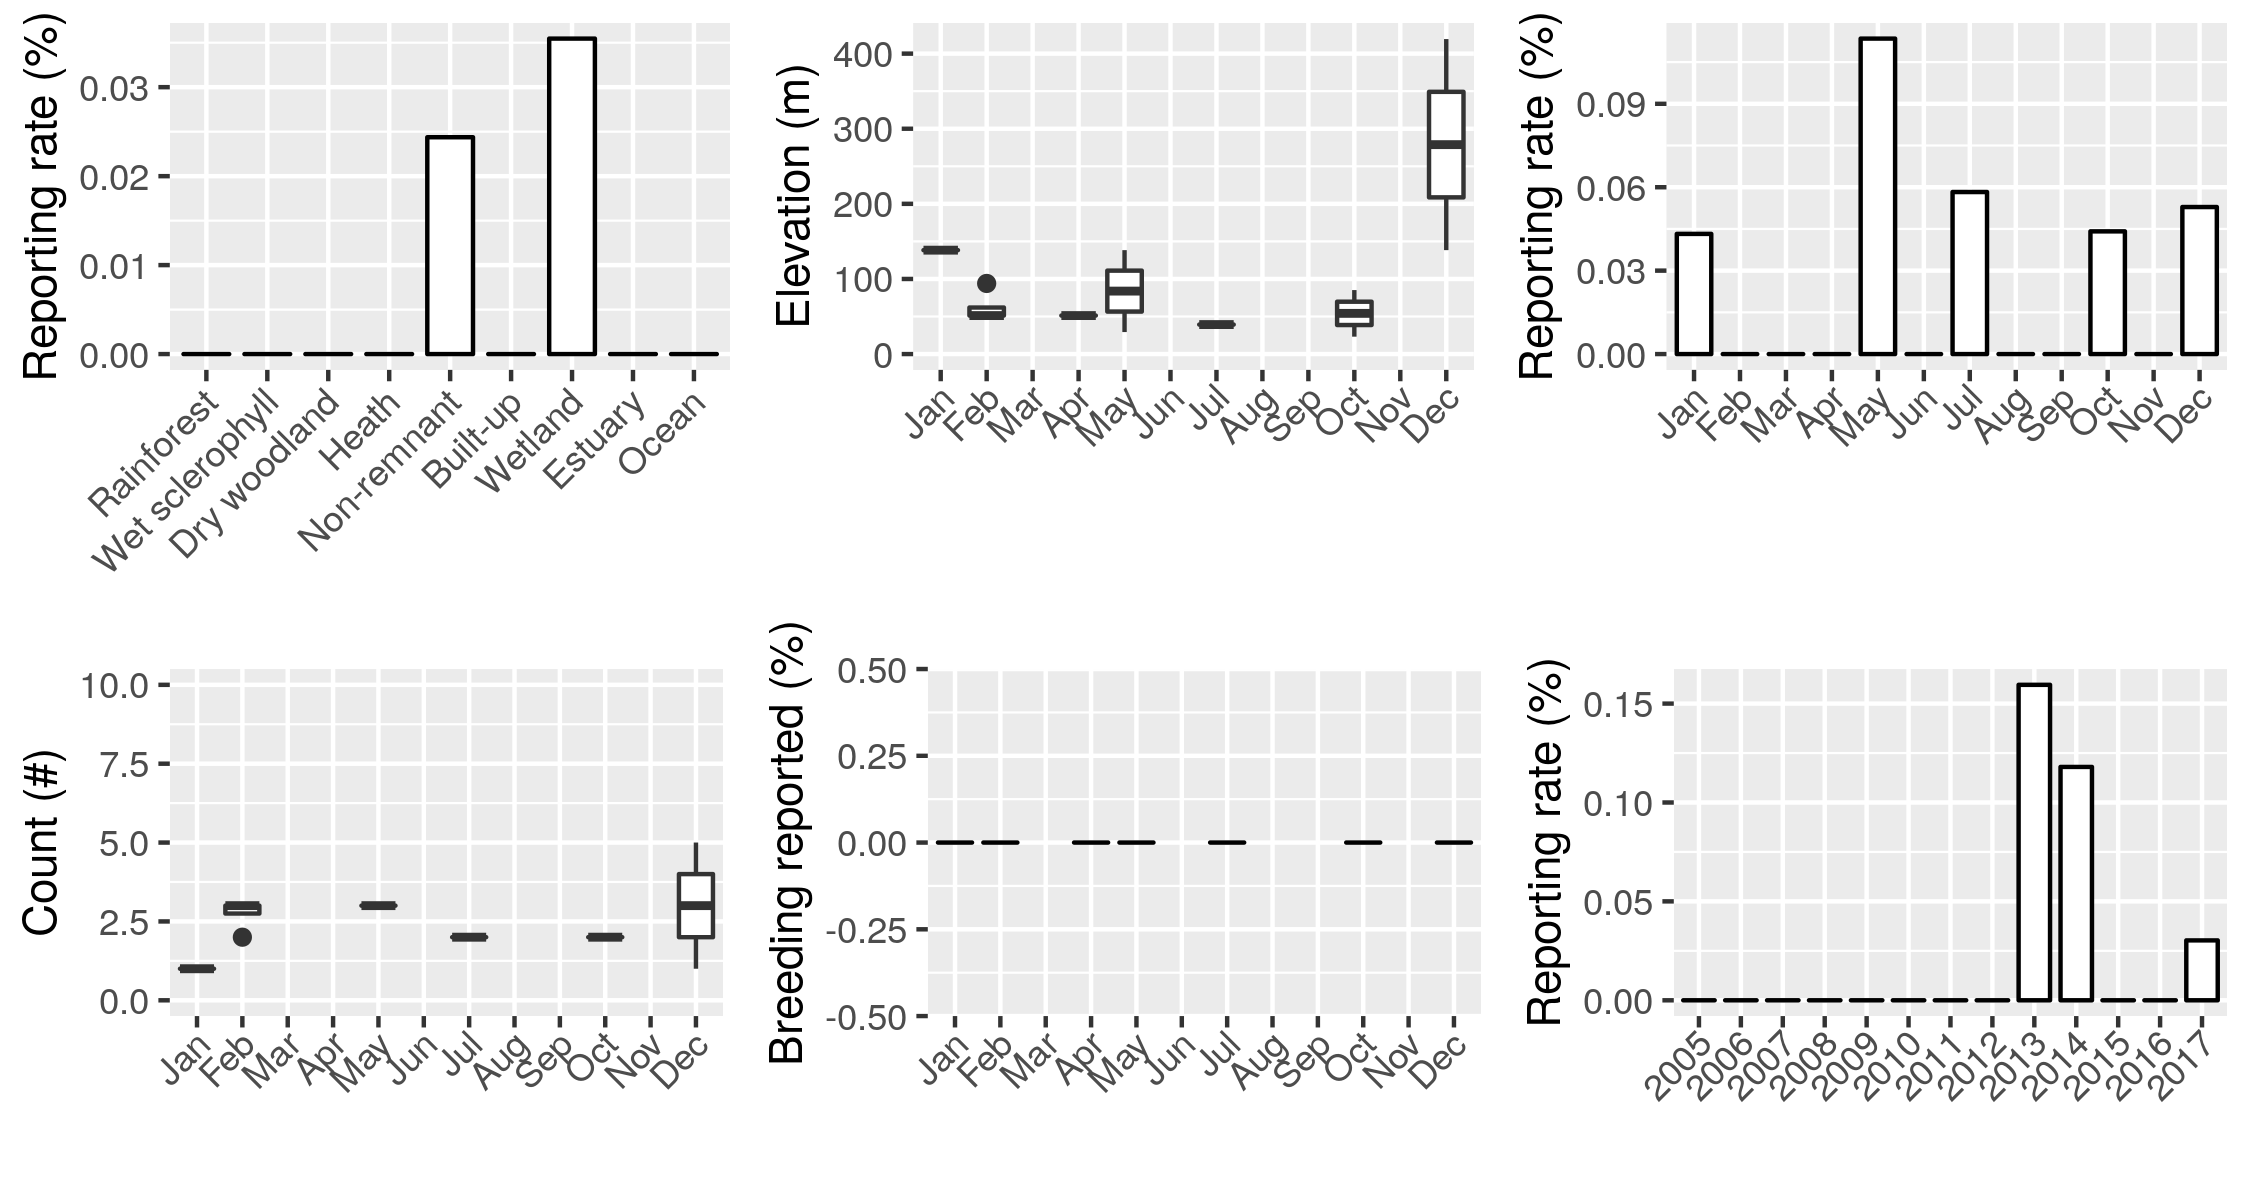 Reporting rate (%)
0.03
0.02
0.01
0.00
Rainforest
Wet sclerophyll
Dry woodland
Heath
Non-remnant
Built-up
Wetland
Estuary
Ocean
Elevation (m)
400
300
200
100
0
Jan
Feb
Mar
Apr
May
Jun
Jul
Aug
Sep
Oct
Nov
Dec
Reporting rate (%)
0.09
0.06
0.03
0.00
Jan
Feb
Mar
Apr
May
Jun
Jul
Aug
Sep
Oct
Nov
Dec
Count (#)
10.0
7.5
5.0
2.5
0.0
Jan
Feb
Mar
Apr
May
Jun
Jul
Aug
Sep
Oct
Nov
Dec
Breeding reported (%)
0.50
0.25
0.00
-0.25
-0.50
Jan
Feb
Mar
Apr
May
Jun
Jul
Aug
Sep
Oct
Nov
Dec
Reporting rate (%)
0.15
0.10
0.05
0.00
2005
2006
2007
2008
2009
2010
2011
2012
2013
2014
2015
2016
2017